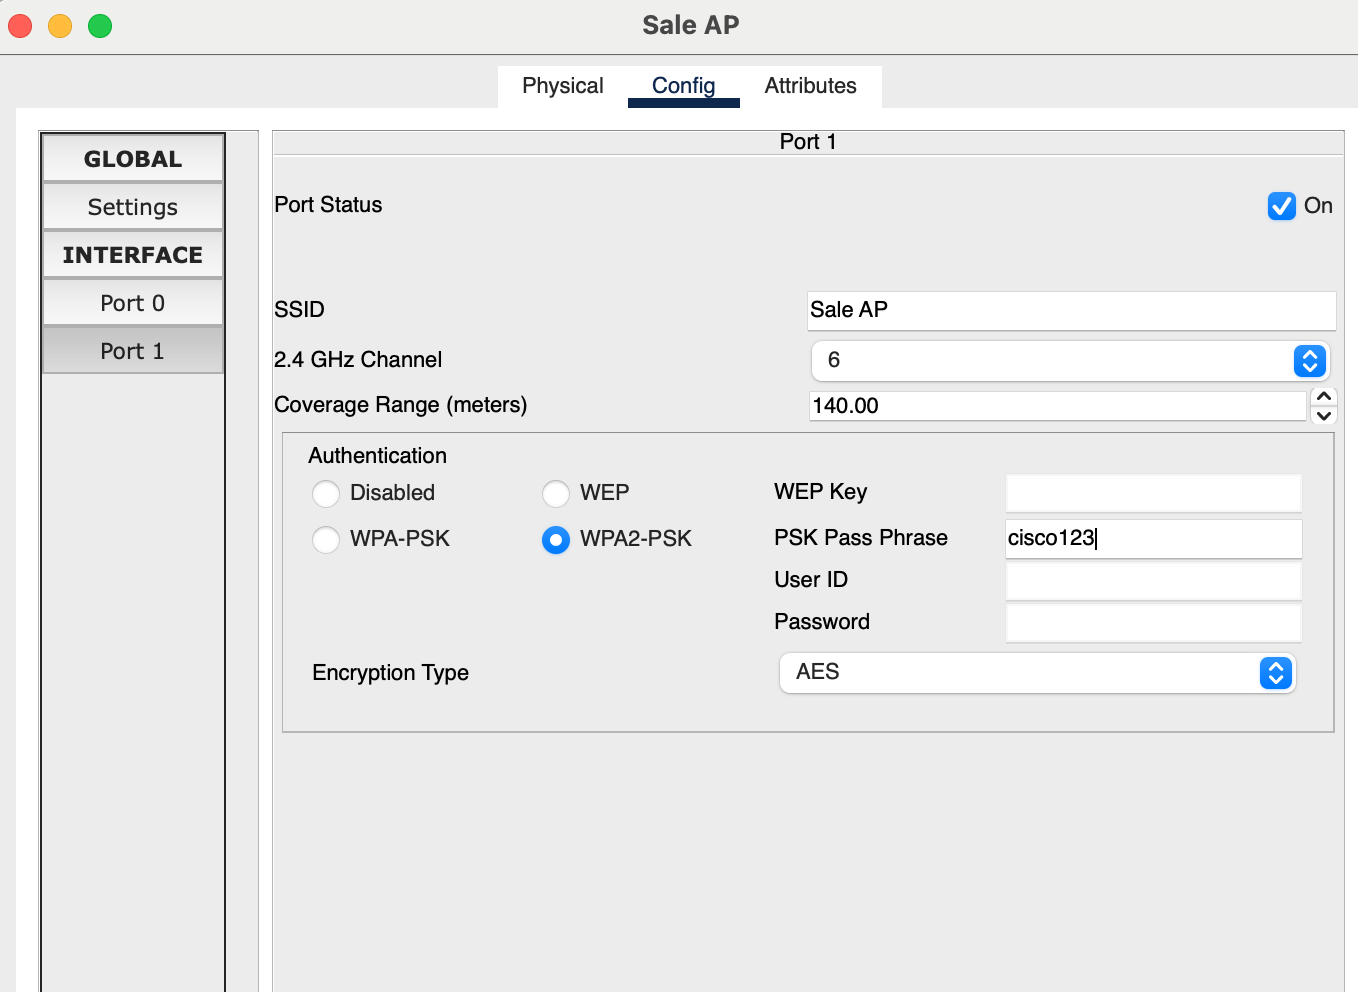 Sale AP
Physical Config Attributes
GLOBAL
Settings
INTERFACE
Port 0
Port 1
Port 1
Port Status On
SSID Sale AP
2.4 GHz Channel 6
Coverage Range (meters) 140.00
Authentication
Disabled WEP WEP Key
WPA-PSK WPA2-PSK PSK Pass Phrase cisco123
User ID
Password
Encryption Type AES